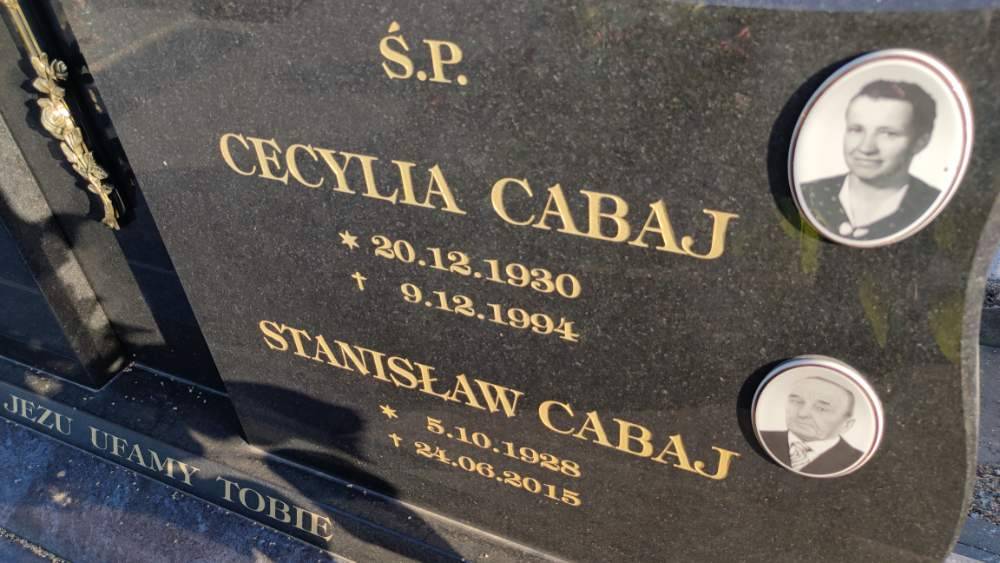 Ś.P.
CECYLIA CABAJ
* 20.12.1930
† 9.12.1994
STANISŁAW CABAJ
* 5.10.1928
† 24.06.2015
JEZU UFAMY TOBIE